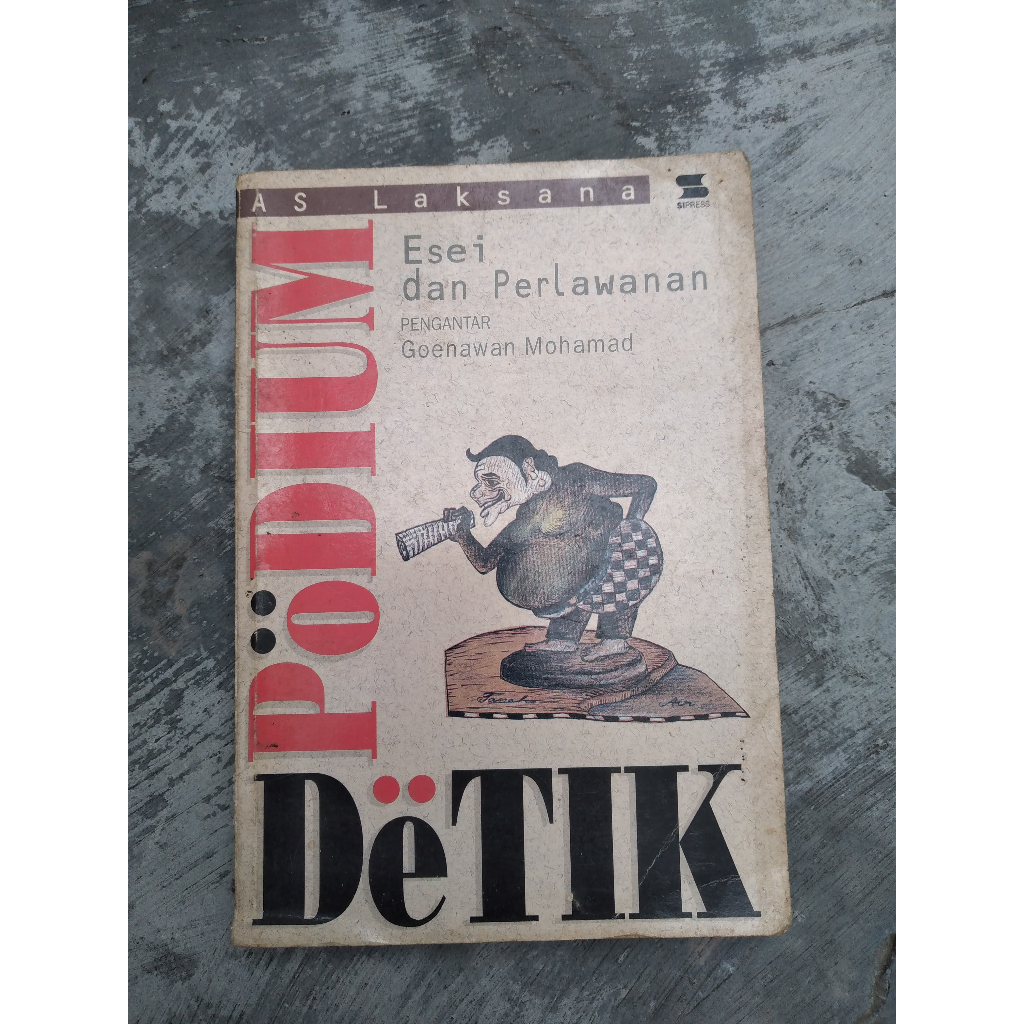 AS Laksana
SIPRESS
Esei
dan Perlawanan
PENGANTAR
Goenawan Mohamad
PöDIUM
DëTIK